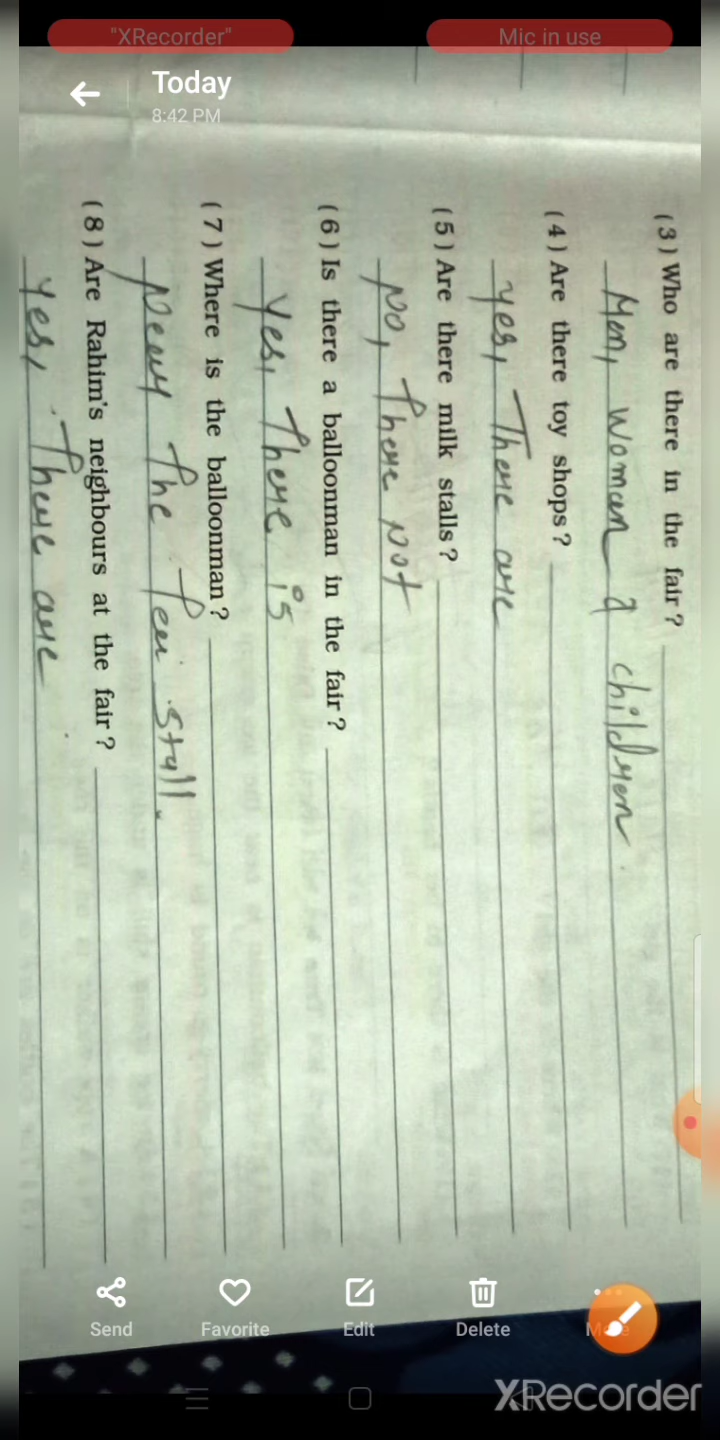 "XRecorder"
Mic in use
Today
8:42 PM
(3) Who are there in the fair?
Men, woman & children.
(4) Are there toy shops?
Yes, There are
(5) Are there milk stalls?
No, there not
(6) Is there a balloonman in the fair?
Yes, there is
(7) Where is the balloonman?
Near the tea stall.
(8) Are Rahim's neighbours at the fair?
Yes, there are
Send
Favorite
Edit
Delete
XRecorder